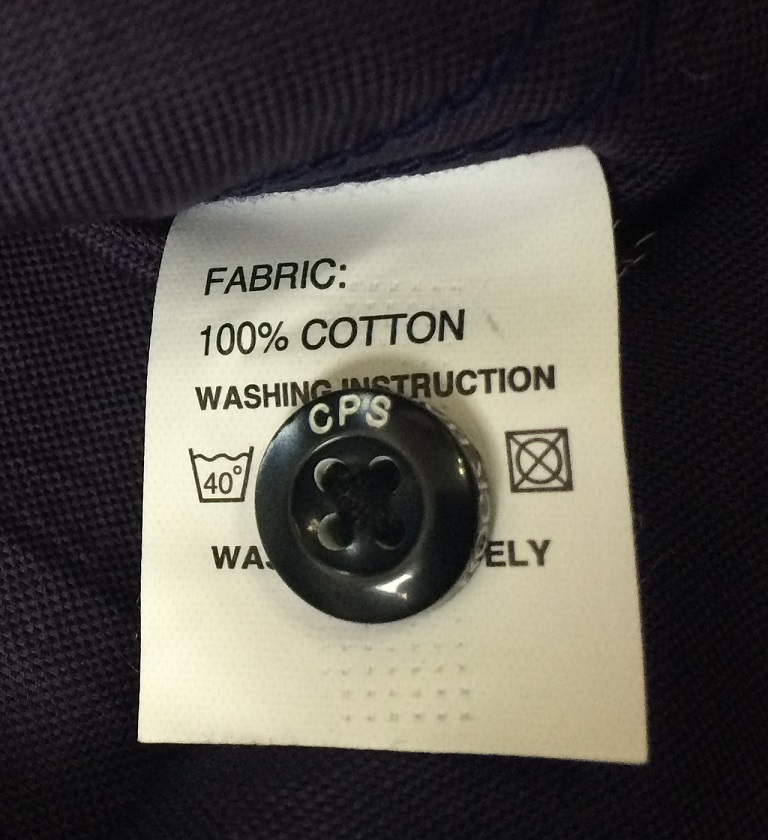 FABRIC:
100% COTTON
WASHING INSTRUCTION
CPS
40°